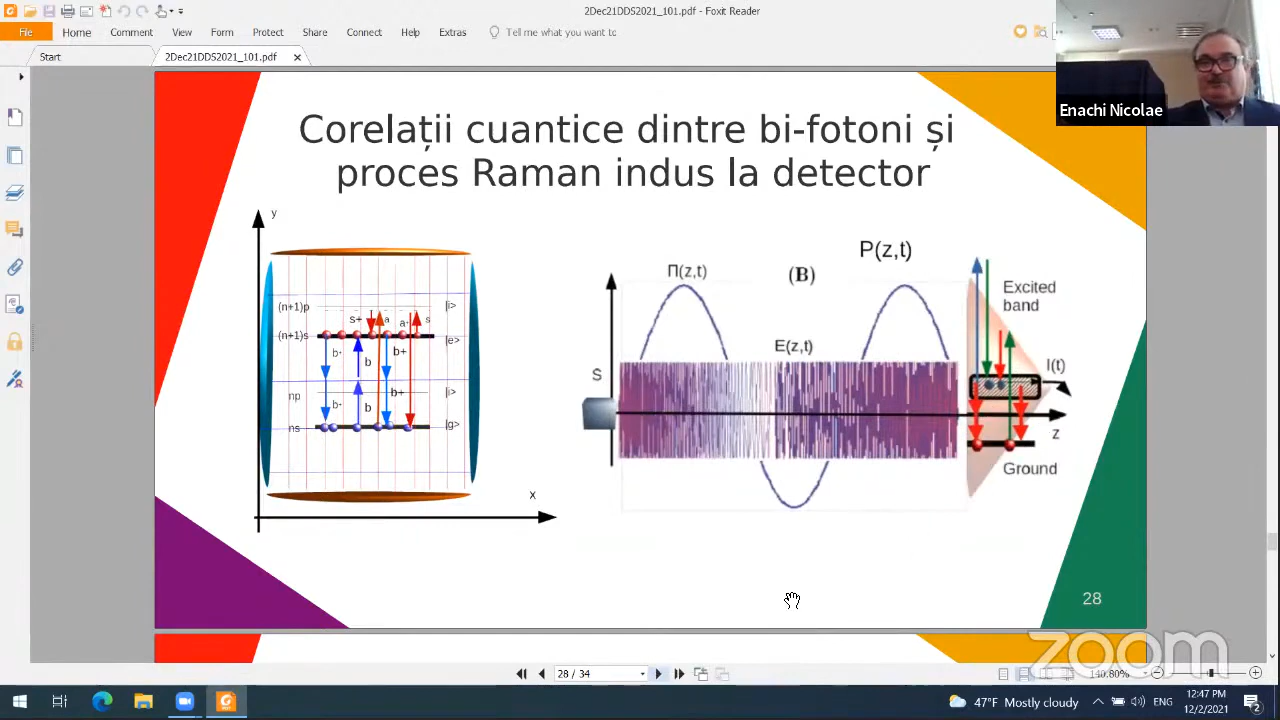 2Dec21DDS2021_101.pdf - Foxit Reader
File Home Comment View Form Protect Share Connect Help Extras Tell me what you want to
Start 2Dec21DDS2021_101.pdf
Enachi Nicolae
Corelații cuantice dintre bi-fotoni și
proces Raman indus la detector
y
(n+1)p
(n+1)s
np
ns
s+
a
a+
s
b+
b
b+
b+
b
b+
|i>
|e>
|i>
|g>
x
P(z,t)
Π(z,t)
(B)
E(z,t)
S
Excited
band
I(t)
z
Ground
28
zoom
28 / 34
140.80%
47°F Mostly cloudy
ENG
12:47 PM
12/2/2021
2